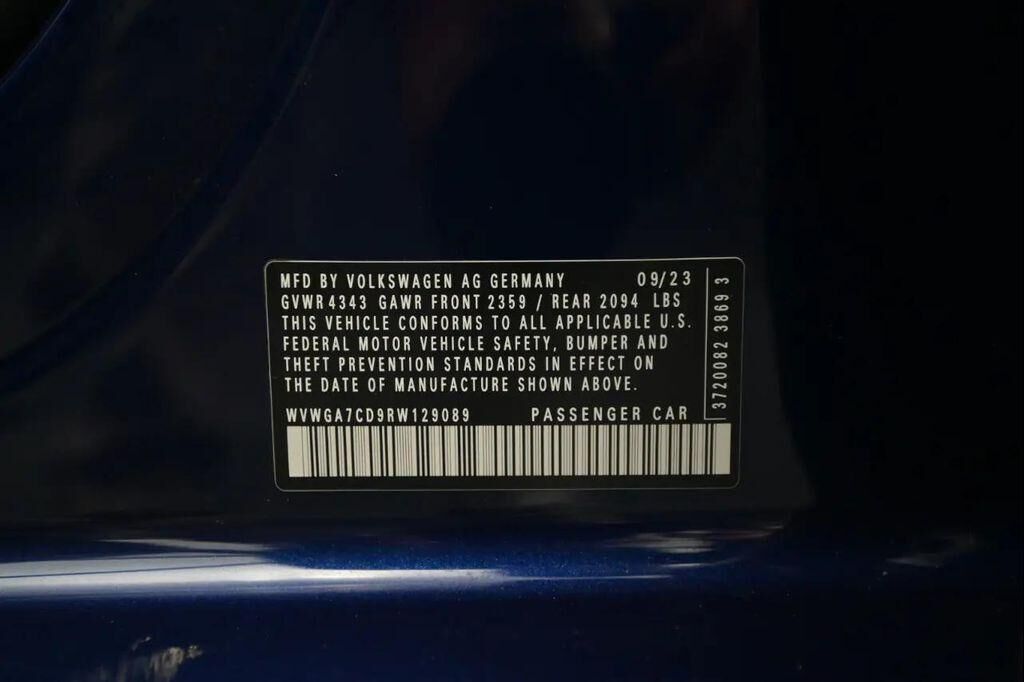 MFD BY VOLKSWAGEN AG GERMANY 09/23
GVWR 4343 GAWR FRONT 2359 / REAR 2094 LBS
THIS VEHICLE CONFORMS TO ALL APPLICABLE U.S.
FEDERAL MOTOR VEHICLE SAFETY, BUMPER AND
THEFT PREVENTION STANDARDS IN EFFECT ON
THE DATE OF MANUFACTURE SHOWN ABOVE.
WVWGA7CD9RW129089 PASSENGER CAR
3720082 3869 3